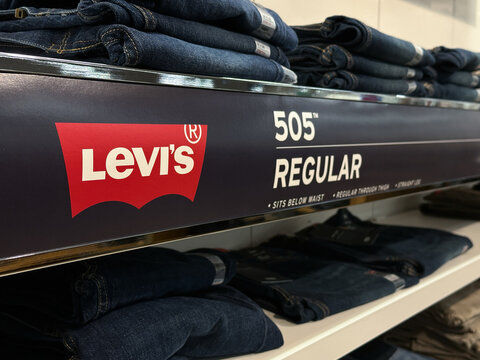 LEVI'S®
505™
REGULAR
• SITS BELOW WAIST • REGULAR THROUGH THIGH • STRAIGHT LEG